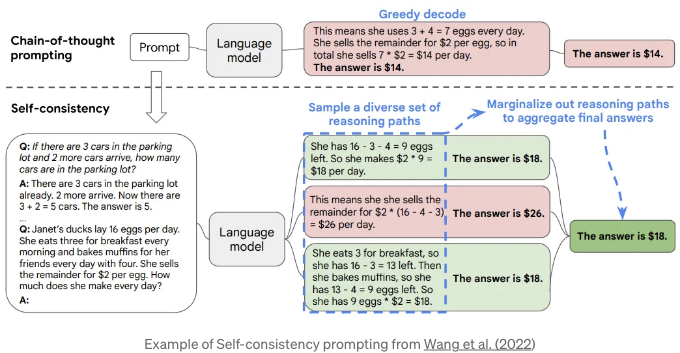 Greedy decode
Chain-of-thought
prompting
Prompt
Language
model
This means she uses 3 + 4 = 7 eggs every day.
She sells the remainder for $2 per egg, so in
total she sells 7 * $2 = $14 per day.
The answer is $14.
The answer is $14.
Self-consistency
Sample a diverse set of
reasoning paths
Marginalize out reasoning paths
to aggregate final answers
Q: If there are 3 cars in the parking
lot and 2 more cars arrive, how many
cars are in the parking lot?
A: There are 3 cars in the parking lot
already. 2 more arrive. Now there are
3 + 2 = 5 cars. The answer is 5.
...
Q: Janet's ducks lay 16 eggs per day.
She eats three for breakfast every
morning and bakes muffins for her
friends every day with four. She sells
the remainder for $2 per egg. How
much does she make every day?
A:
Language
model
She has 16 - 3 - 4 = 9 eggs
left. So she makes $2 * 9 =
$18 per day.
The answer is $18.
This means she she sells the
remainder for $2 * (16 - 4 - 3)
= $26 per day.
The answer is $26.
She eats 3 for breakfast, so
she has 16 - 3 = 13 left. Then
she bakes muffins, so she
has 13 - 4 = 9 eggs left. So
she has 9 eggs * $2 = $18.
The answer is $18.
The answer is $18.
Example of Self-consistency prompting from Wang et al. (2022)